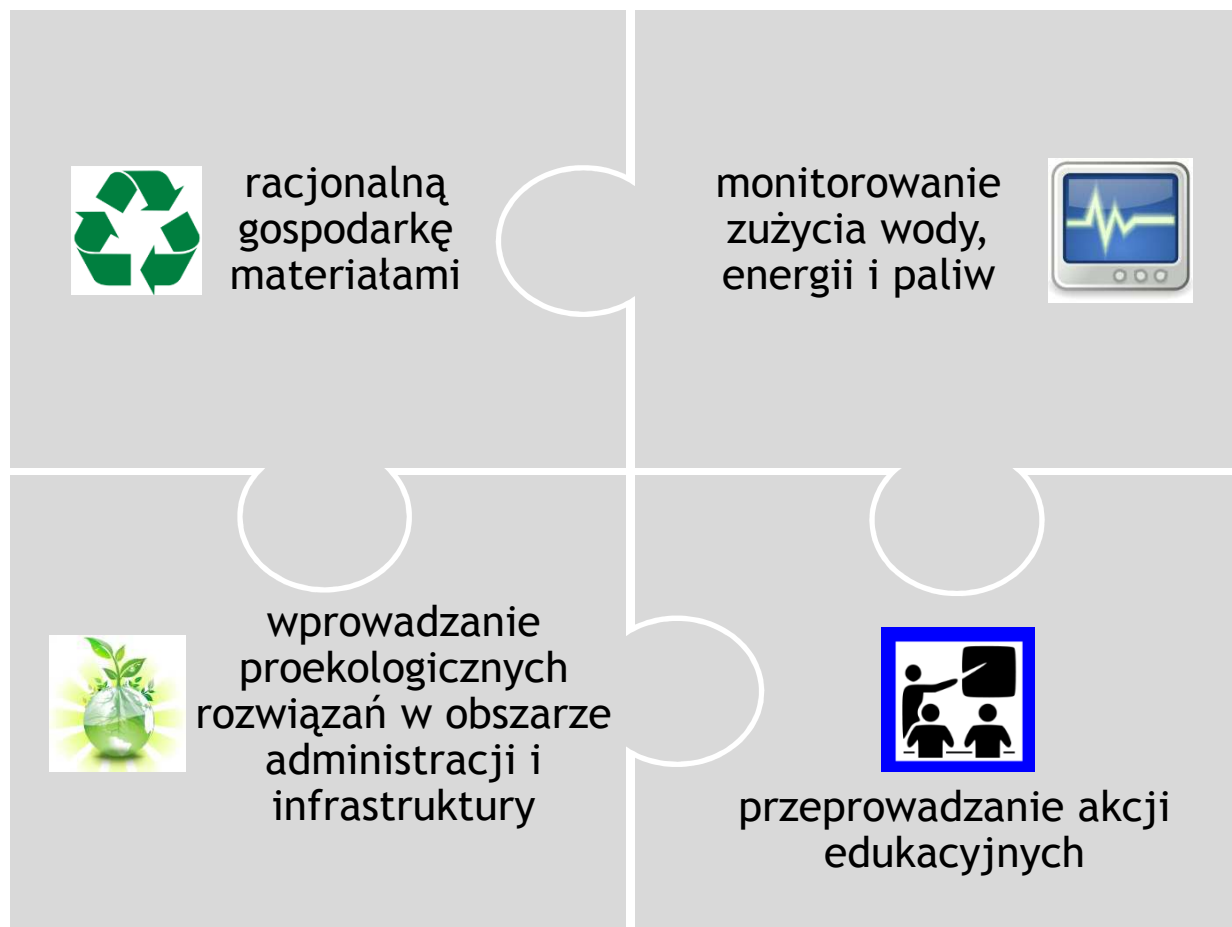 racjonalną
gospodarkę
materiałami
monitorowanie
zużycia wody,
energii i paliw
wprowadzanie
proekologicznych
rozwiązań w obszarze
administracji i
infrastruktury
przeprowadzanie akcji
edukacyjnych